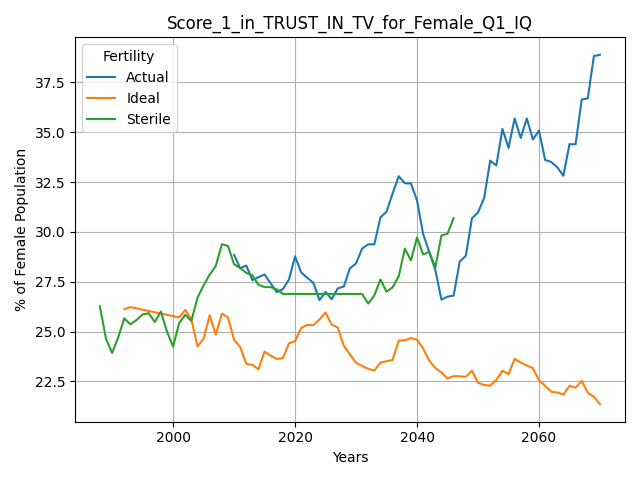 Score_1_in_TRUST_IN_TV_for_Female_Q1_IQ
Fertility
Actual
Ideal
Sterile
% of Female Population
37.5
35.0
32.5
30.0
27.5
25.0
22.5
2000
2020
2040
2060
Years